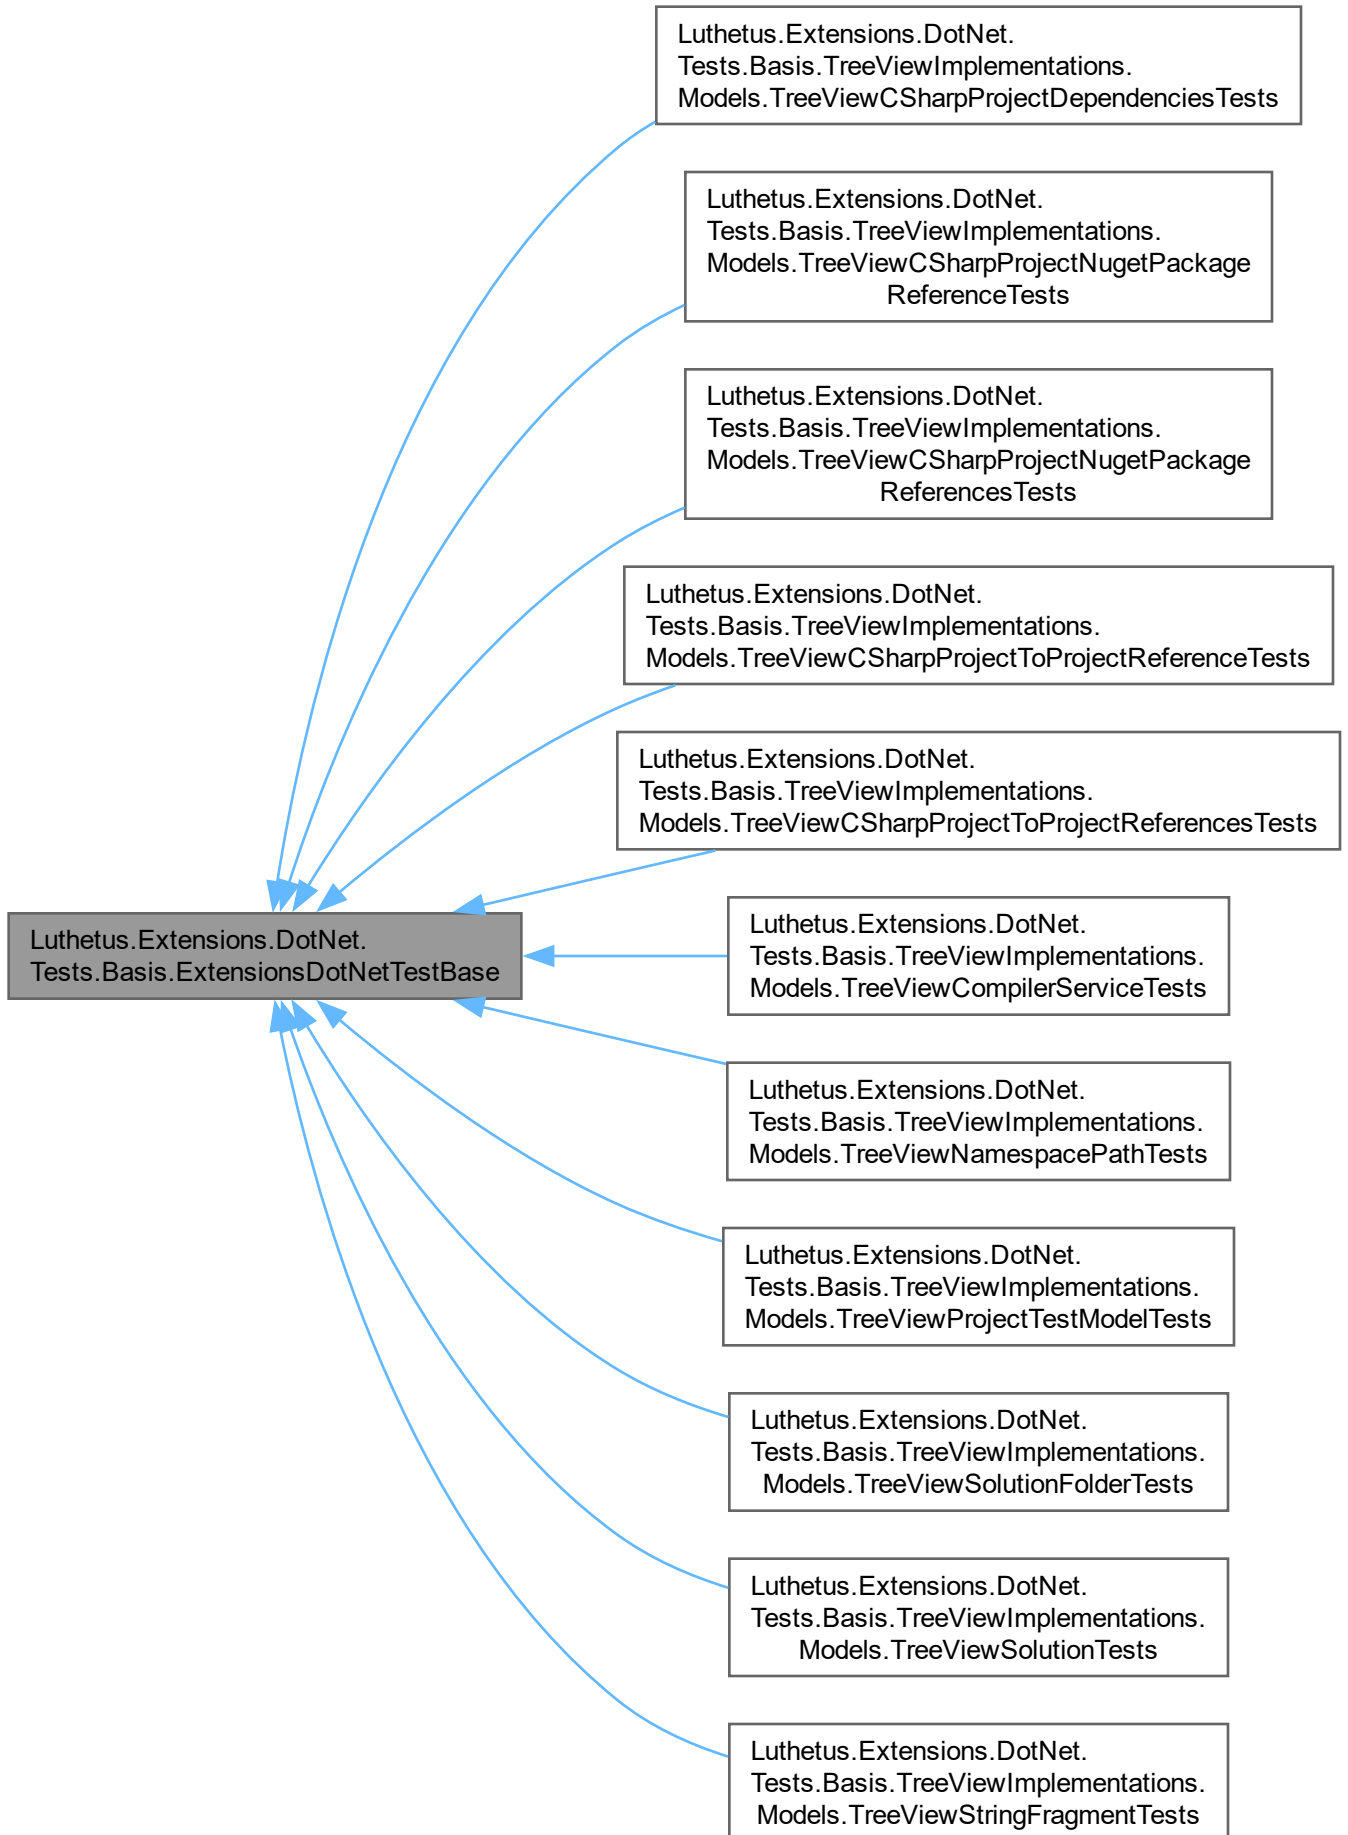 Luthetus.Extensions.DotNet.
Tests.Basis.TreeViewImplementations.
Models.TreeViewCSharpProjectDependenciesTests
Luthetus.Extensions.DotNet.
Tests.Basis.TreeViewImplementations.
Models.TreeViewCSharpProjectNugetPackage
ReferenceTests
Luthetus.Extensions.DotNet.
Tests.Basis.TreeViewImplementations.
Models.TreeViewCSharpProjectNugetPackage
ReferencesTests
Luthetus.Extensions.DotNet.
Tests.Basis.TreeViewImplementations.
Models.TreeViewCSharpProjectToProjectReferenceTests
Luthetus.Extensions.DotNet.
Tests.Basis.TreeViewImplementations.
Models.TreeViewCSharpProjectToProjectReferencesTests
Luthetus.Extensions.DotNet.
Tests.Basis.ExtensionsDotNetTestBase
Luthetus.Extensions.DotNet.
Tests.Basis.TreeViewImplementations.
Models.TreeViewCompilerServiceTests
Luthetus.Extensions.DotNet.
Tests.Basis.TreeViewImplementations.
Models.TreeViewNamespacePathTests
Luthetus.Extensions.DotNet.
Tests.Basis.TreeViewImplementations.
Models.TreeViewProjectTestModelTests
Luthetus.Extensions.DotNet.
Tests.Basis.TreeViewImplementations.
Models.TreeViewSolutionFolderTests
Luthetus.Extensions.DotNet.
Tests.Basis.TreeViewImplementations.
Models.TreeViewSolutionTests
Luthetus.Extensions.DotNet.
Tests.Basis.TreeViewImplementations.
Models.TreeViewStringFragmentTests